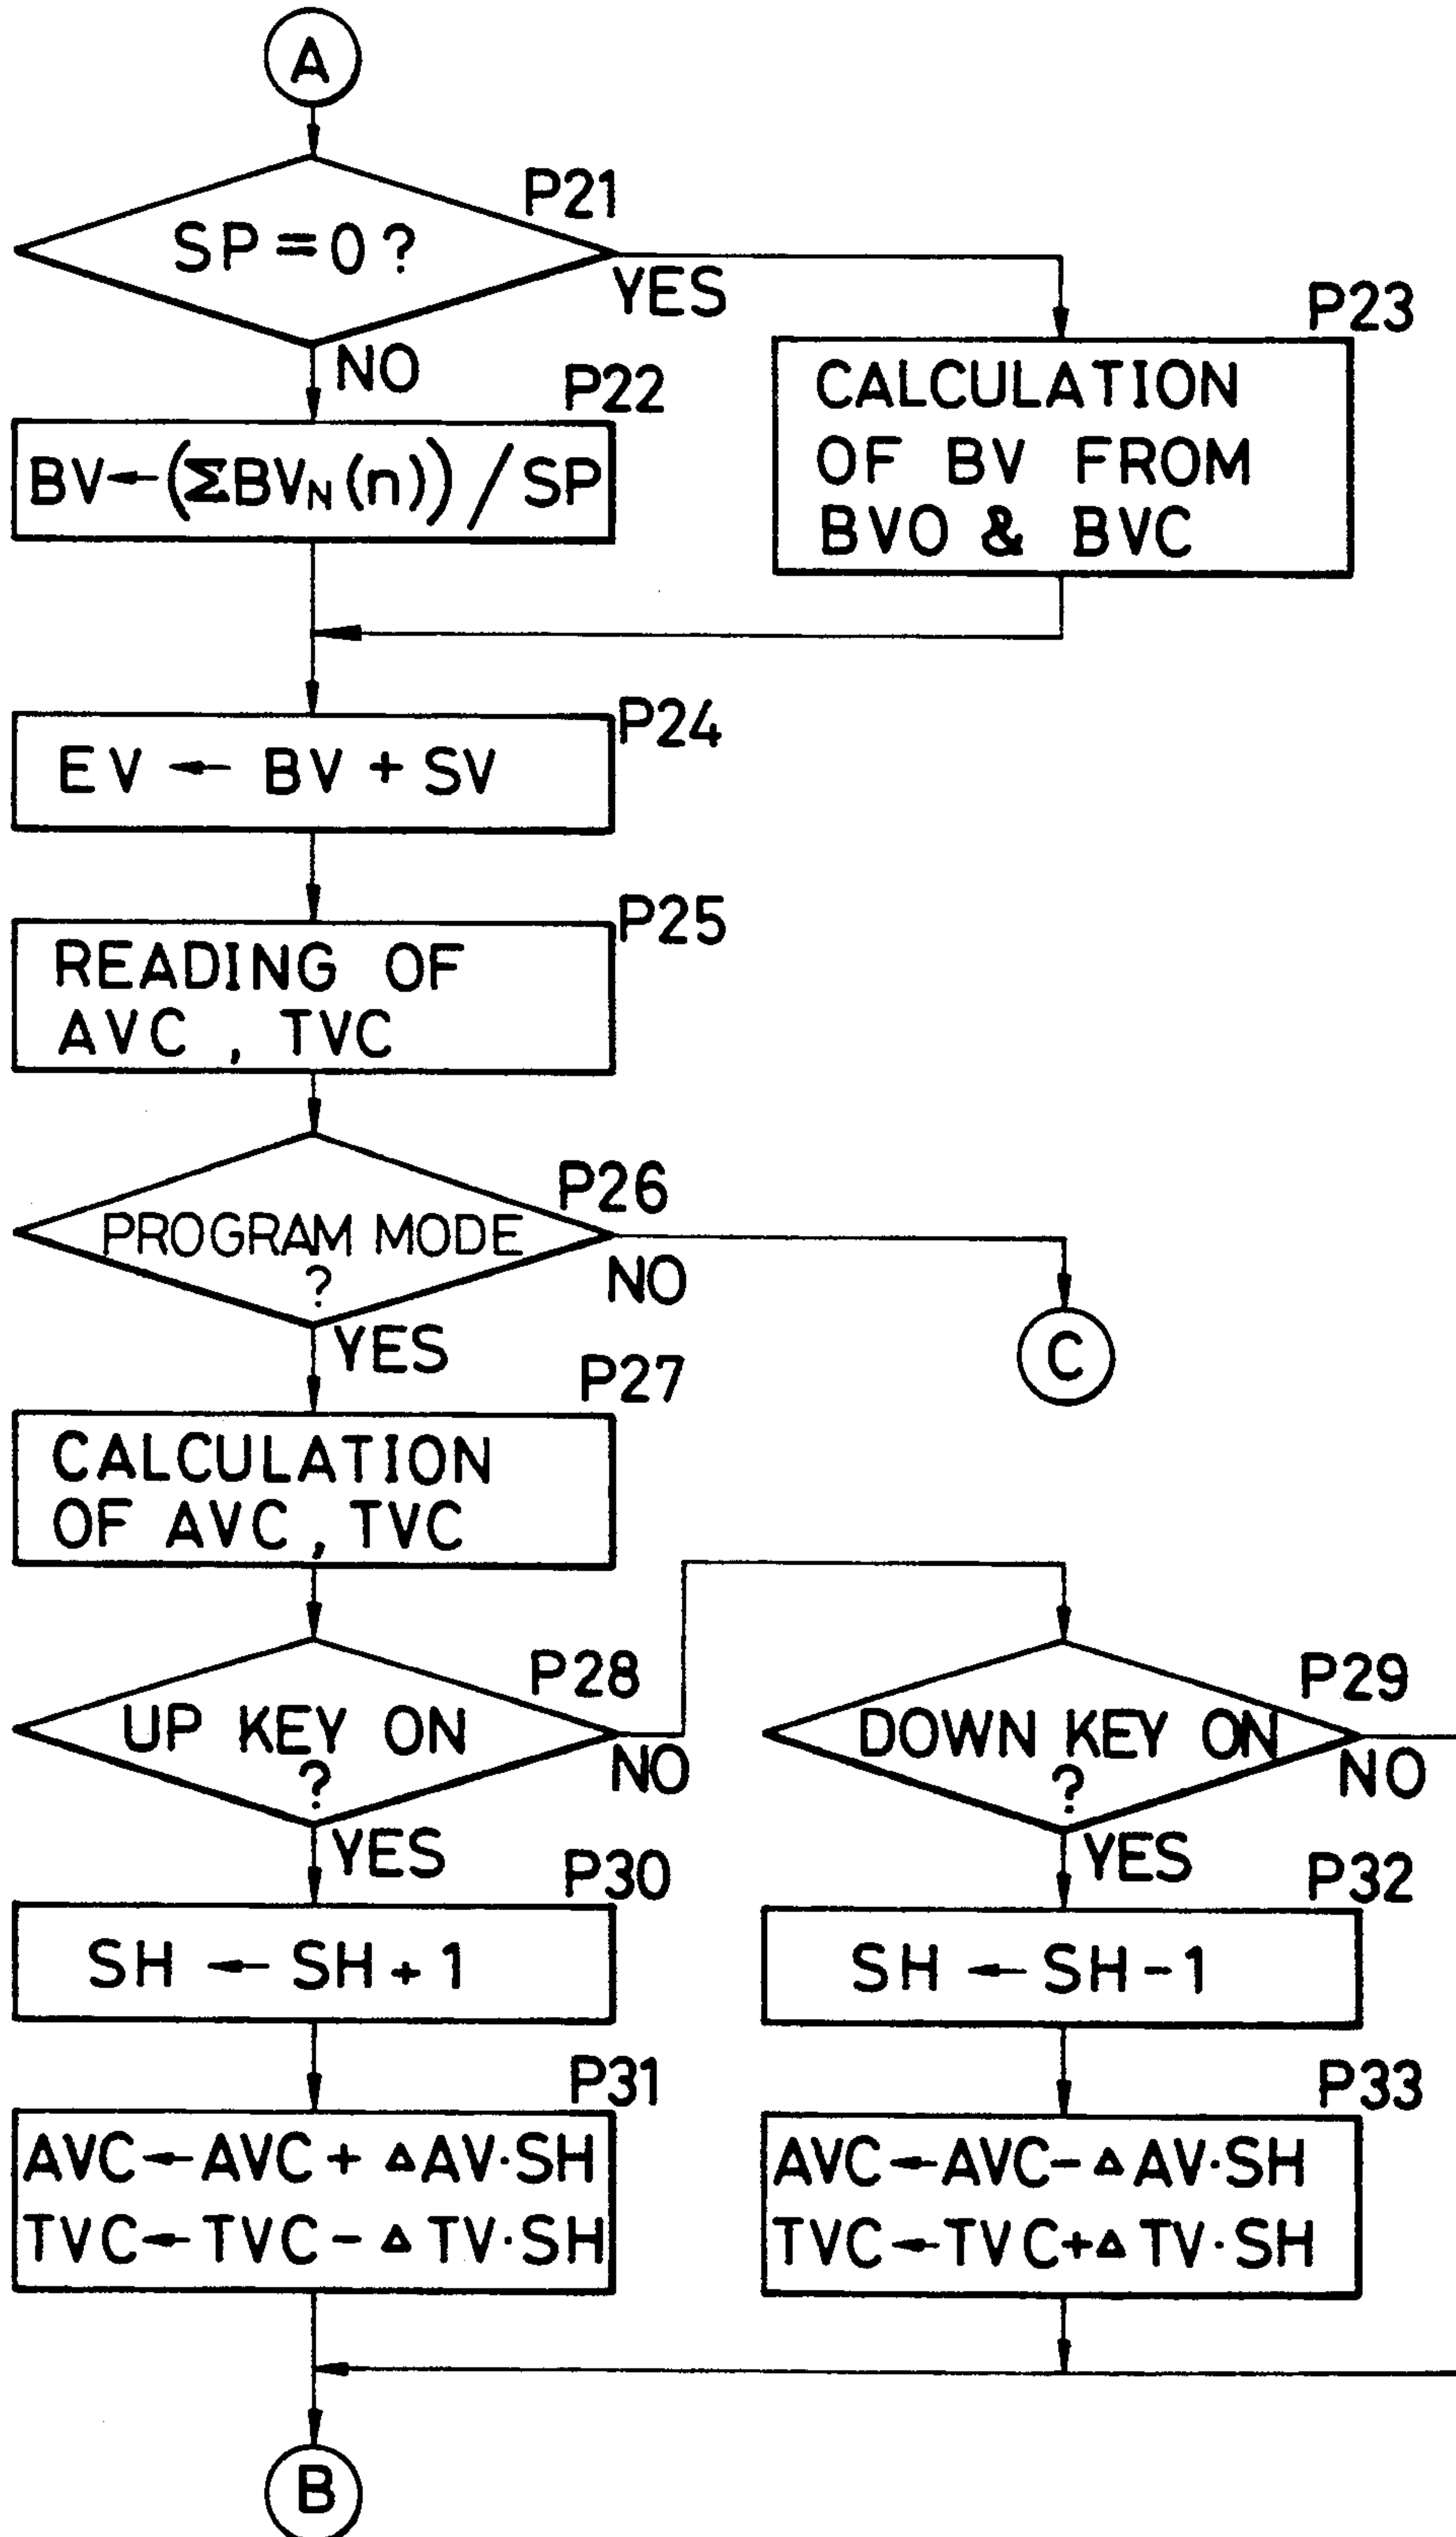 A
P21
SP=0?
YES
NO
P23
CALCULATION
OF BV FROM
BVO & BVC
P22
BV←(ΣBV_N(n))/SP
P24
EV ← BV + SV
P25
READING OF
AVC , TVC
P26
PROGRAM MODE
?
NO
YES
C
P27
CALCULATION
OF AVC, TVC
P28
UP KEY ON
?
NO
YES
P29
DOWN KEY ON
?
NO
YES
P30
SH ← SH + 1
P32
SH ← SH - 1
P31
AVC←AVC + ΔAV·SH
TVC←TVC - ΔTV·SH
P33
AVC←AVC-ΔAV·SH
TVC←TVC+ΔTV·SH
B